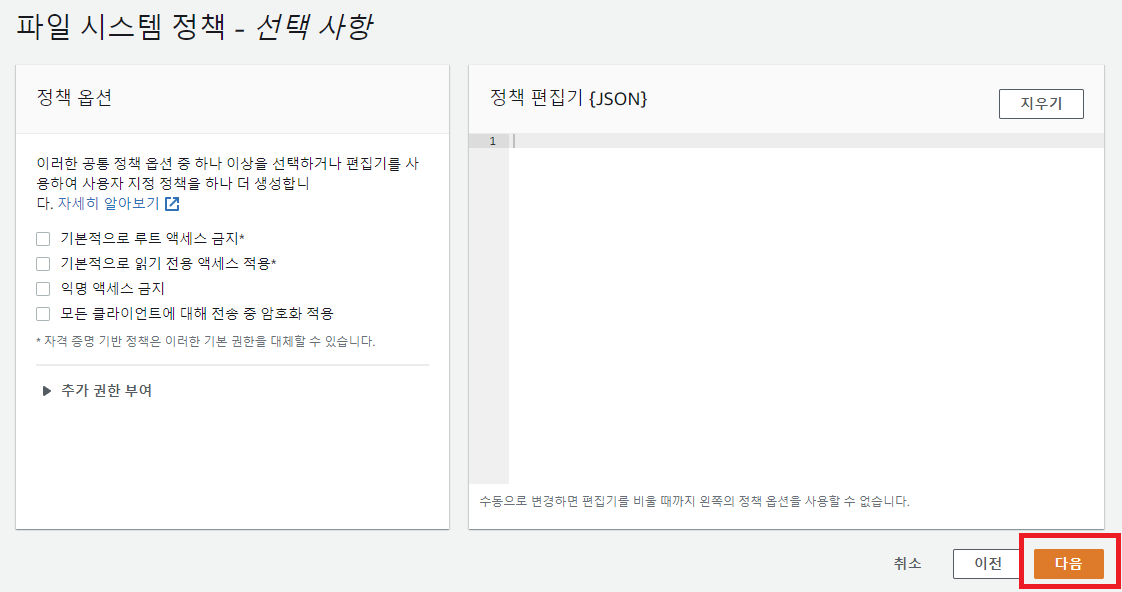 파일 시스템 정책 - 선택 사항
정책 옵션
이러한 공통 정책 옵션 중 하나 이상을 선택하거나 편집기를 사
용하여 사용자 지정 정책을 하나 더 생성합니
다. 자세히 알아보기
기본적으로 루트 액세스 금지*
기본적으로 읽기 전용 액세스 적용*
익명 액세스 금지
모든 클라이언트에 대해 전송 중 암호화 적용
* 자격 증명 기반 정책은 이러한 기본 권한을 대체할 수 있습니다.
추가 권한 부여
정책 편집기 {JSON}
지우기
1
수동으로 변경하면 편집기를 비울 때까지 왼쪽의 정책 옵션을 사용할 수 없습니다.
취소
이전
다음